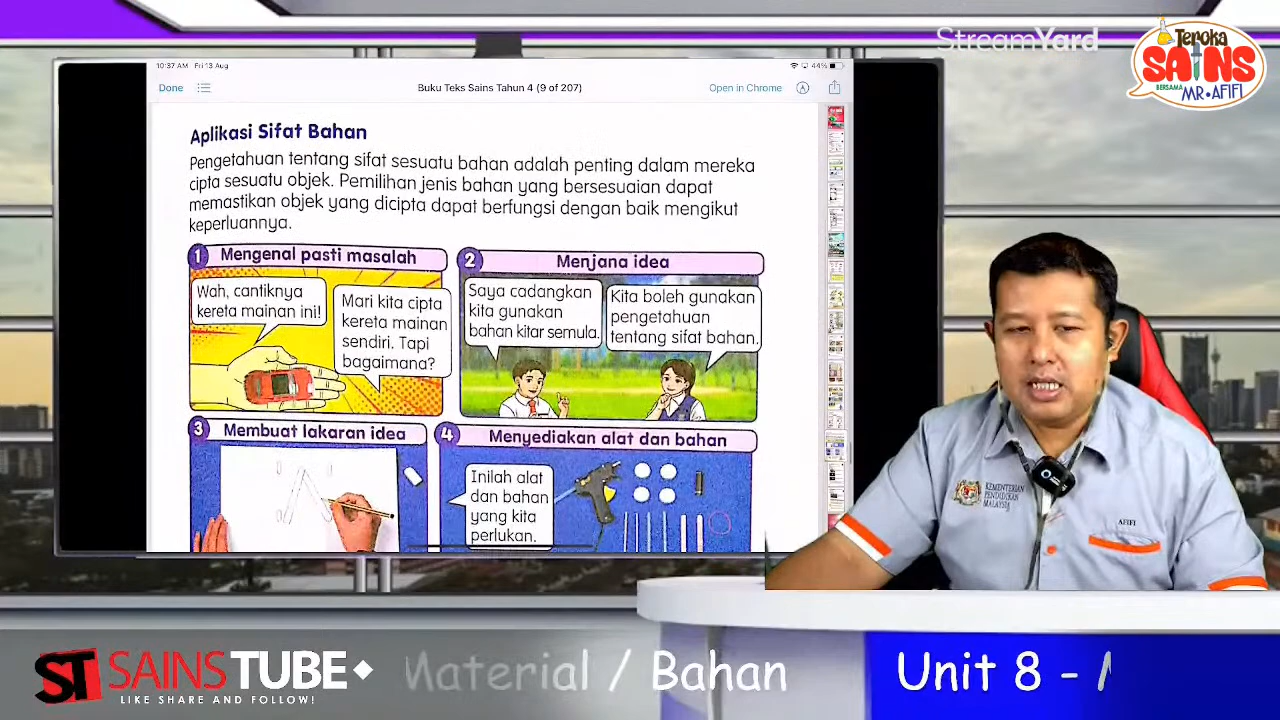 StreamYard
Teroka
SAiNS
BERSAMA
MR•AFIFI
10:37 AM Fri 13 Aug
44%
Done
Buku Teks Sains Tahun 4 (9 of 207)
Open in Chrome
Aplikasi Sifat Bahan
Pengetahuan tentang sifat sesuatu bahan adalah penting dalam mereka
cipta sesuatu objek. Pemilihan jenis bahan yang bersesuaian dapat
memastikan objek yang dicipta dapat berfungsi dengan baik mengikut
keperluannya.
1 Mengenal pasti masalah
Wah, cantiknya
kereta mainan ini!
Mari kita cipta
kereta mainan
sendiri. Tapi
bagaimana?
2 Menjana idea
Saya cadangkan
kita gunakan
bahan kitar semula.
Kita boleh gunakan
pengetahuan
tentang sifat bahan.
3 Membuat lakaran idea
4 Menyediakan alat dan bahan
Inilah alat
dan bahan
yang kita
perlukan.
KEMENTERIAN
PENDIDIKAN
MALAYSIA
AFIFI
ST SAINSTUBE
LIKE SHARE AND FOLLOW!
Material / Bahan
Unit 8 -